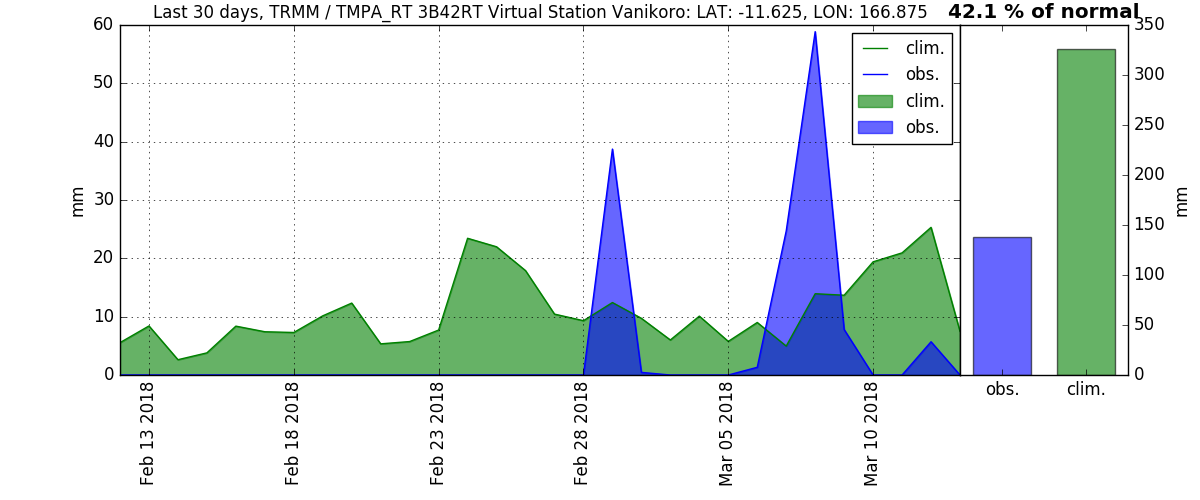 Last 30 days, TRMM / TMPA_RT 3B42RT Virtual Station Vanikoro: LAT: -11.625, LON: 166.875
42.1 % of normal
60
50
40
30
20
10
0
mm
clim.
obs.
clim.
obs.
Feb 13 2018
Feb 18 2018
Feb 23 2018
Feb 28 2018
Mar 05 2018
Mar 10 2018
350
300
250
200
150
100
50
0
mm
obs.
clim.